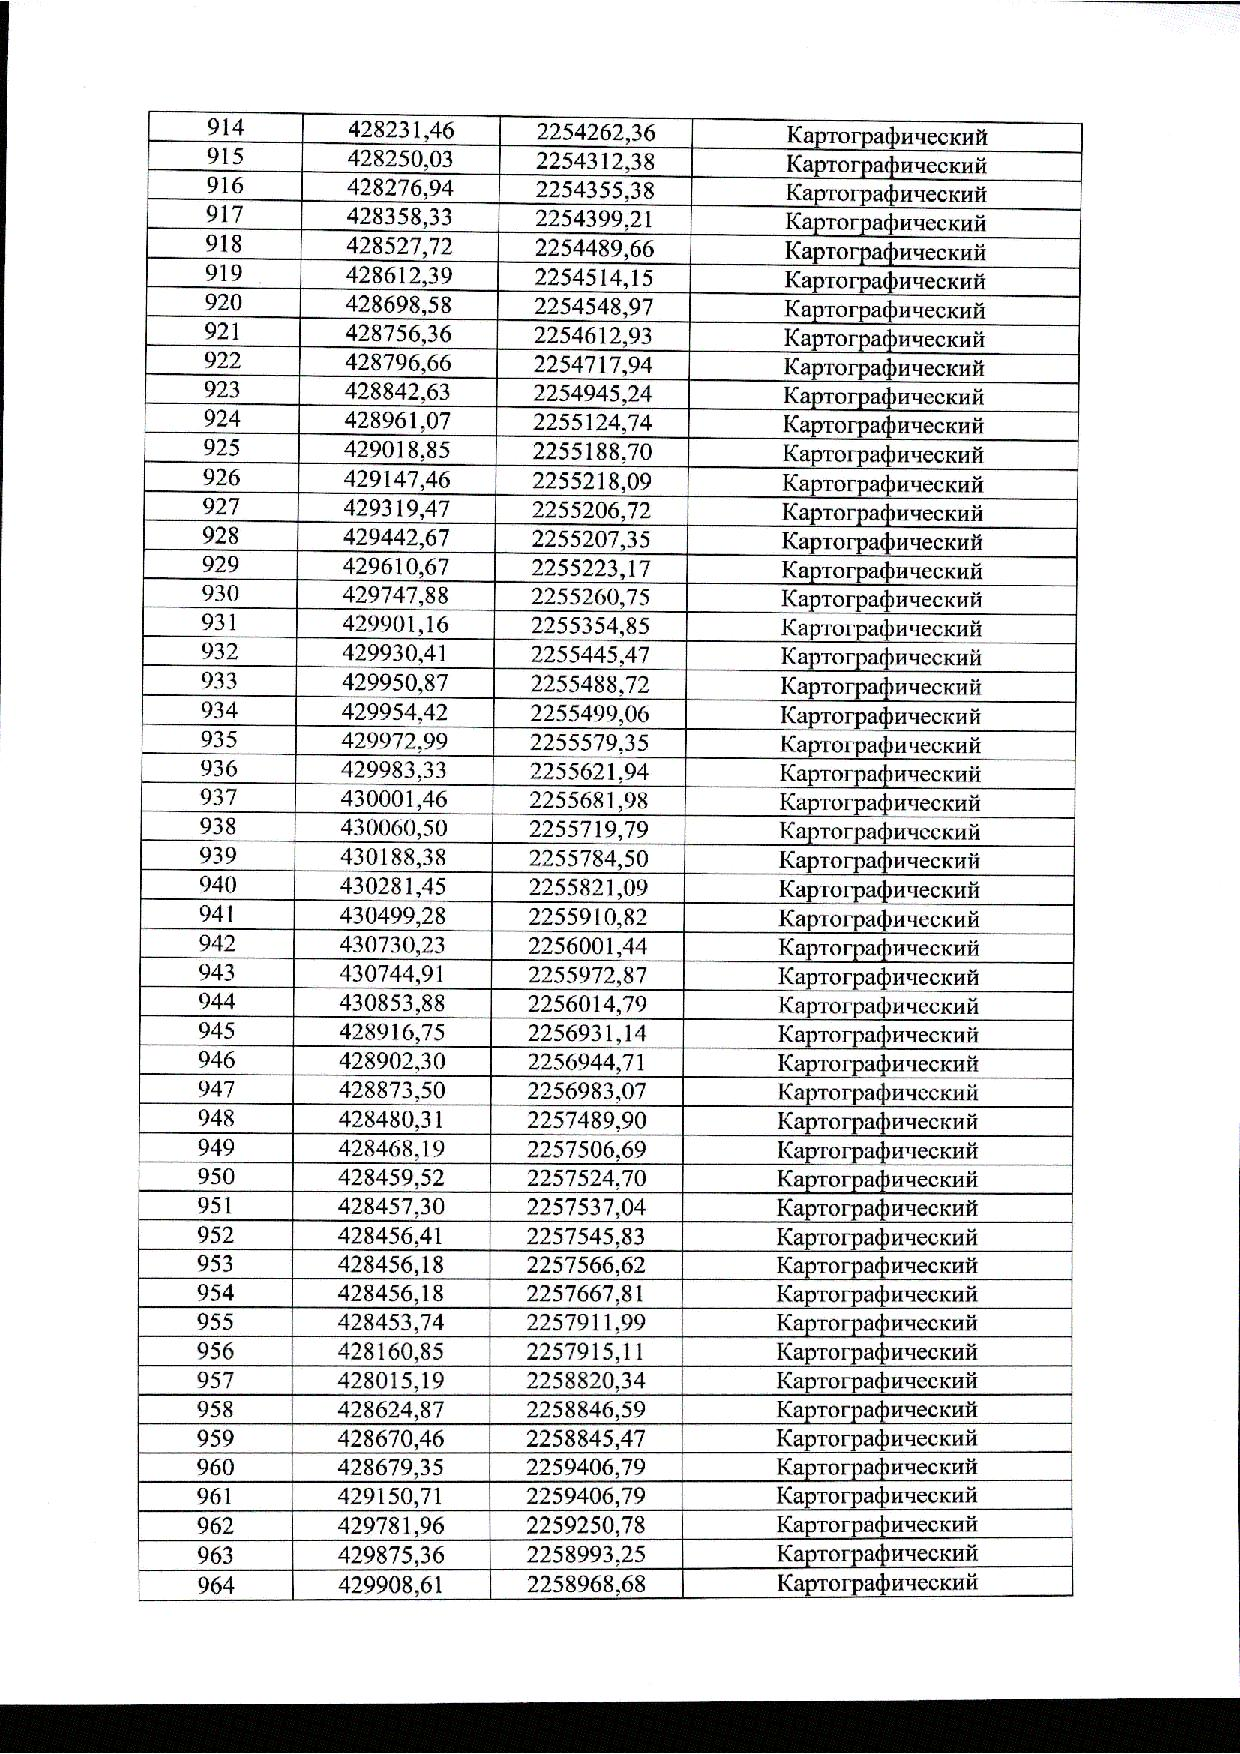 914 428231,46 2254262,36 Картографический
915 428250,03 2254312,38 Картографический
916 428276,94 2254355,38 Картографический
917 428358,33 2254399,21 Картографический
918 428527,72 2254489,66 Картографический
919 428612,39 2254514,15 Картографический
920 428698,58 2254548,97 Картографический
921 428756,36 2254612,93 Картографический
922 428796,66 2254717,94 Картографический
923 428842,63 2254945,24 Картографический
924 428961,07 2255124,74 Картографический
925 429018,85 2255188,70 Картографический
926 429147,46 2255218,09 Картографический
927 429319,47 2255206,72 Картографический
928 429442,67 2255207,35 Картографический
929 429610,67 2255223,17 Картографический
930 429747,88 2255260,75 Картографический
931 429901,16 2255354,85 Картографический
932 429930,41 2255445,47 Картографический
933 429950,87 2255488,72 Картографический
934 429954,42 2255499,06 Картографический
935 429972,99 2255579,35 Картографический
936 429983,33 2255621,94 Картографический
937 430001,46 2255681,98 Картографический
938 430060,50 2255719,79 Картографический
939 430188,38 2255784,50 Картографический
940 430281,45 2255821,09 Картографический
941 430499,28 2255910,82 Картографический
942 430730,23 2256001,44 Картографический
943 430744,91 2255972,87 Картографический
944 430853,88 2256014,79 Картографический
945 428916,75 2256931,14 Картографический
946 428902,30 2256944,71 Картографический
947 428873,50 2256983,07 Картографический
948 428480,31 2257489,90 Картографический
949 428468,19 2257506,69 Картографический
950 428459,52 2257524,70 Картографический
951 428457,30 2257537,04 Картографический
952 428456,41 2257545,83 Картографический
953 428456,18 2257566,62 Картографический
954 428456,18 2257667,81 Картографический
955 428453,74 2257911,99 Картографический
956 428160,85 2257915,11 Картографический
957 428015,19 2258820,34 Картографический
958 428624,87 2258846,59 Картографический
959 428670,46 2258845,47 Картографический
960 428679,35 2259406,79 Картографический
961 429150,71 2259406,79 Картографический
962 429781,96 2259250,78 Картографический
963 429875,36 2258993,25 Картографический
964 429908,61 2258968,68 Картографический